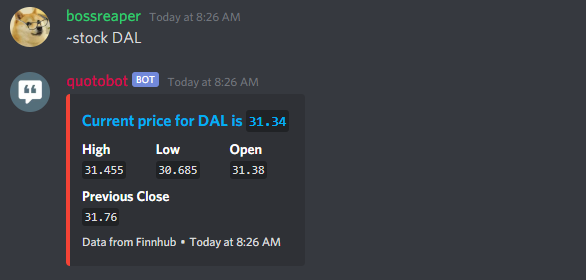 bossreaper Today at 8:26 AM
~stock DAL
quotobot BOT Today at 8:26 AM
Current price for DAL is 31.34
High Low Open
31.455 30.685 31.38
Previous Close
31.76
Data from Finnhub • Today at 8:26 AM